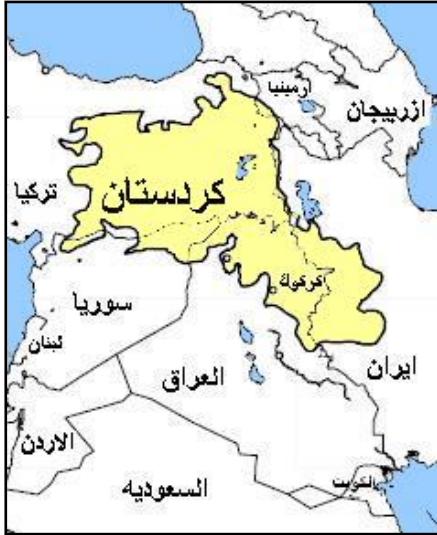 ارمينيا
ازربيجان
تركيا
كردستان
كركوك
سوريا
لبنان
العراق
ايران
الاردن
السعوديه
الكويت